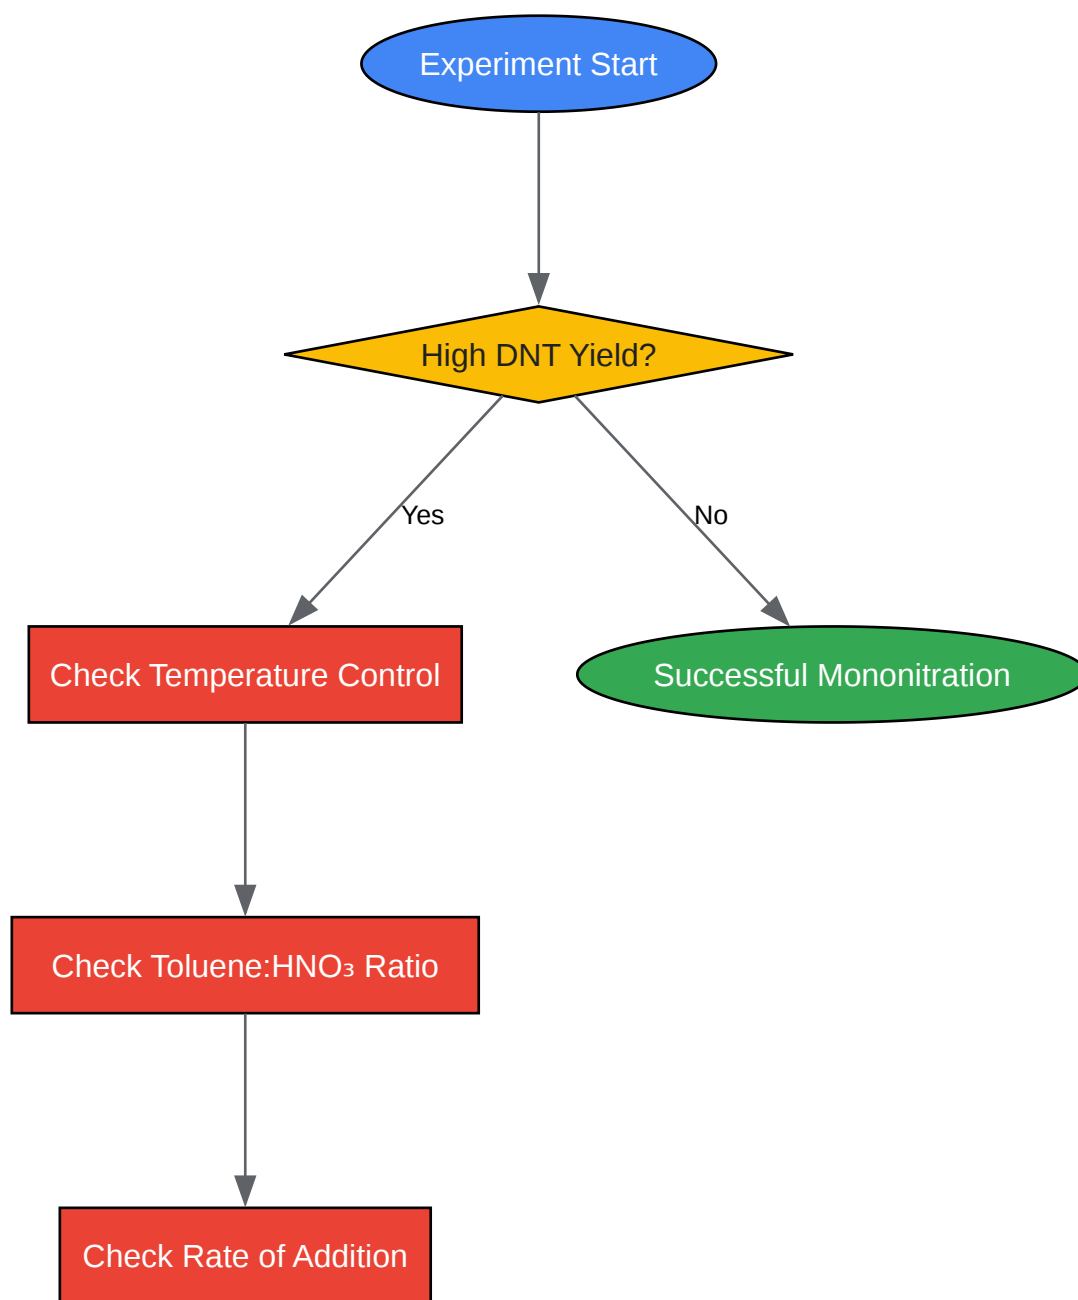 Experiment Start
High DNT Yield?
Yes
No
Check Temperature Control
Successful Mononitration
Check Toluene:HNO₃ Ratio
Check Rate of Addition